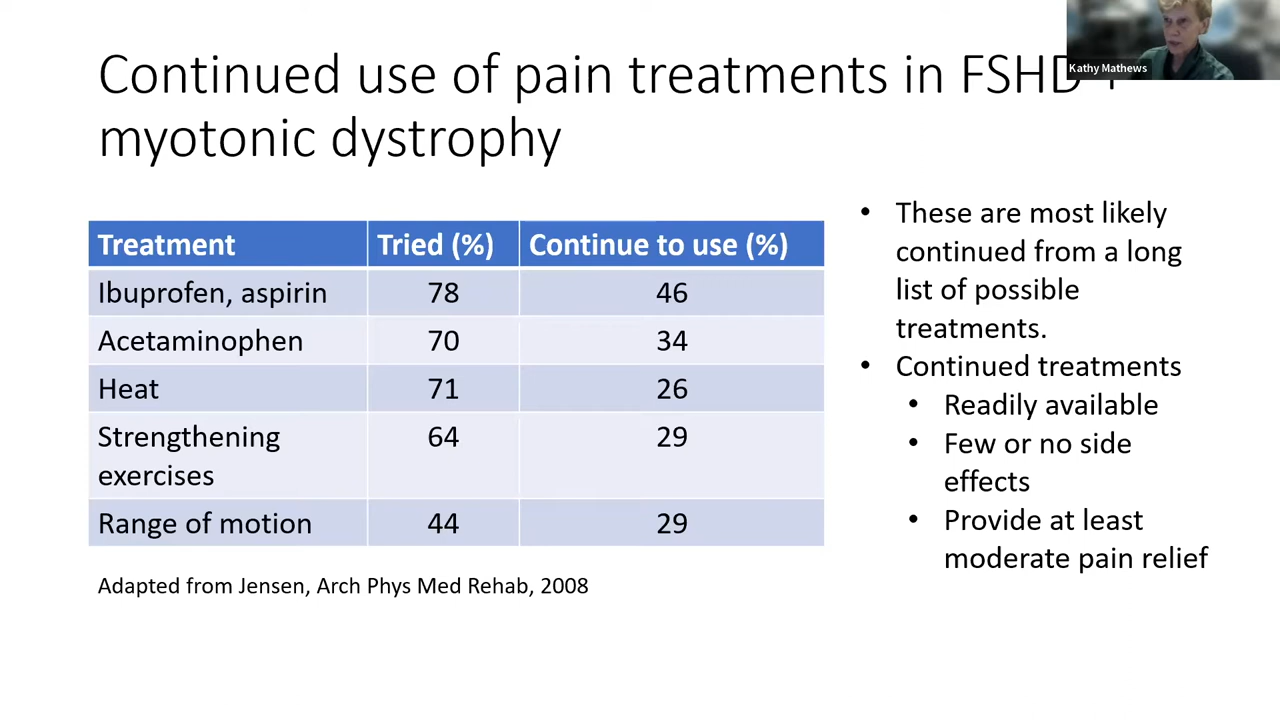 Continued use of pain treatments in FSHD +
myotonic dystrophy
Kathy Mathews
Treatment Tried (%) Continue to use (%)
Ibuprofen, aspirin 78 46
Acetaminophen 70 34
Heat 71 26
Strengthening 64 29
exercises
Range of motion 44 29
Adapted from Jensen, Arch Phys Med Rehab, 2008
• These are most likely
continued from a long
list of possible
treatments.
• Continued treatments
• Readily available
• Few or no side
effects
• Provide at least
moderate pain relief